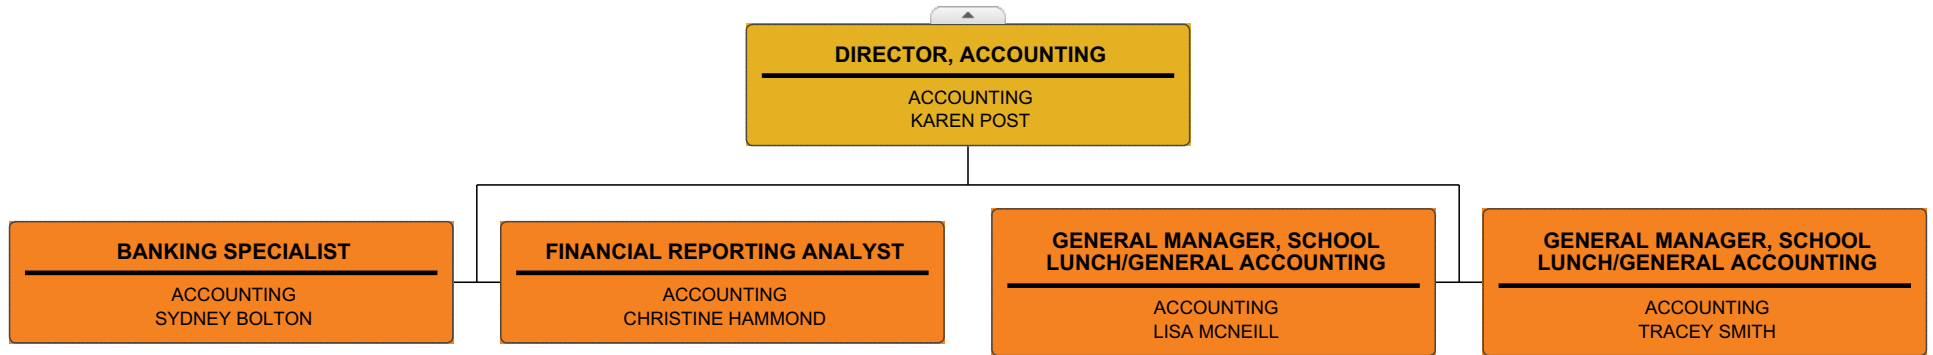 DIRECTOR, ACCOUNTING
ACCOUNTING
KAREN POST
BANKING SPECIALIST
ACCOUNTING
SYDNEY BOLTON
FINANCIAL REPORTING ANALYST
ACCOUNTING
CHRISTINE HAMMOND
GENERAL MANAGER, SCHOOL
LUNCH/GENERAL ACCOUNTING
ACCOUNTING
LISA MCNEILL
GENERAL MANAGER, SCHOOL
LUNCH/GENERAL ACCOUNTING
ACCOUNTING
TRACEY SMITH